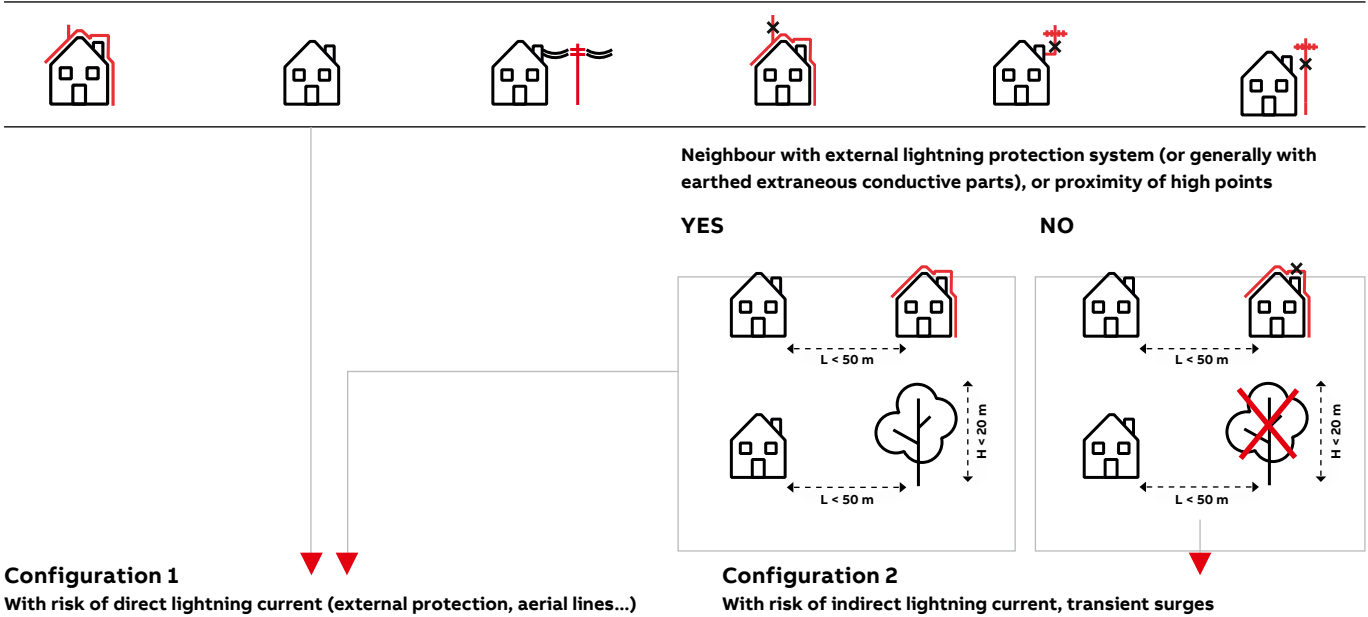 Neighbour with external lightning protection system (or generally with
earthed extraneous conductive parts), or proximity of high points
YES
NO
L < 50 m
L < 50 m
H < 20 m
H < 20 m
L < 50 m
L < 50 m
Configuration 1
With risk of direct lightning current (external protection, aerial lines...)
Configuration 2
With risk of indirect lightning current, transient surges